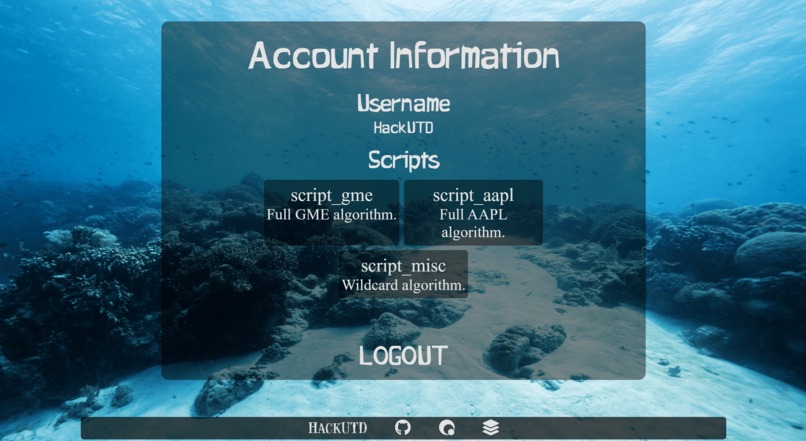 Account Information
Username
HackUTD
Scripts
script_gme
Full GME algorithm.
script_aapl
Full AAPL
algorithm.
script_misc
Wildcard algorithm.
LOGOUT
HACKUTD